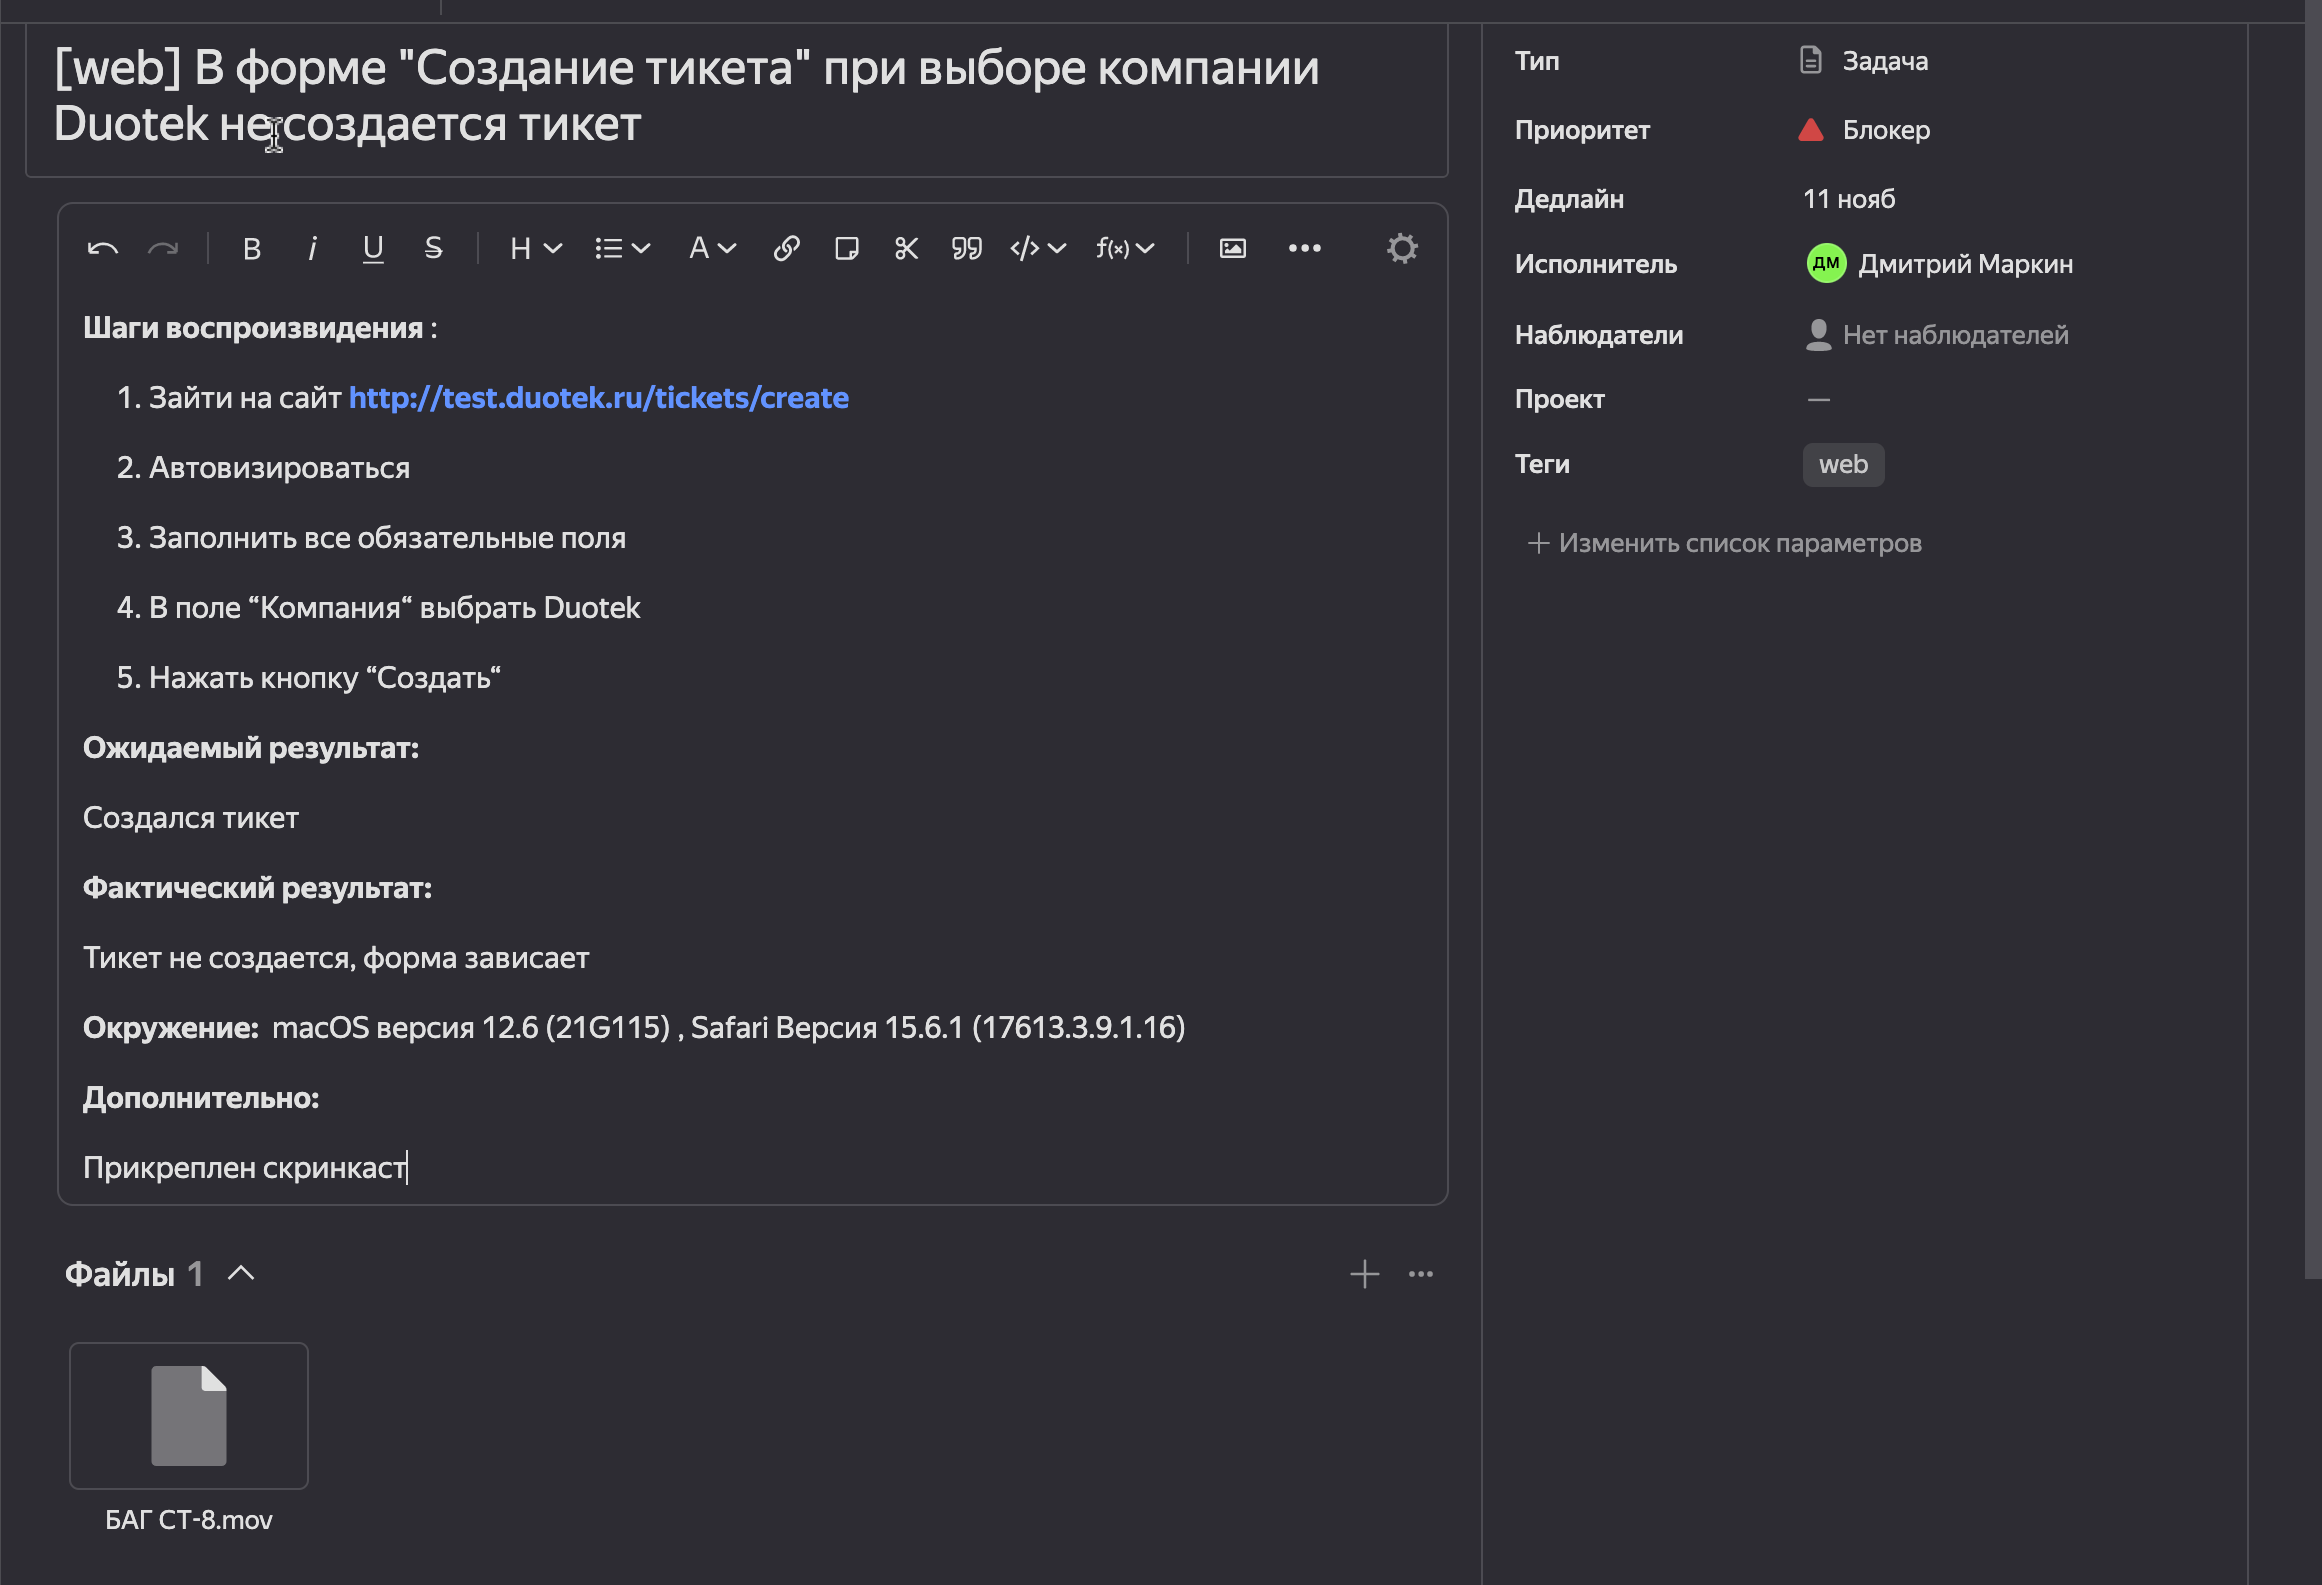 [web] В форме "Создание тикета" при выборе компании
Duotek не создается тикет
B i U S H A </> f(x)
Шаги воспроизвидения :
1. Зайти на сайт http://test.duotek.ru/tickets/create
2. Автовизироваться
3. Заполнить все обязательные поля
4. В поле “Компания“ выбрать Duotek
5. Нажать кнопку “Создать“
Ожидаемый результат:
Создался тикет
Фактический результат:
Тикет не создается, форма зависает
Окружение: macOS версия 12.6 (21G115) , Safari Версия 15.6.1 (17613.3.9.1.16)
Дополнительно:
Прикреплен скринкаст
Файлы 1
БАГ СТ-8.mov
Тип Задача
Приоритет Блокер
Дедлайн 11 нояб
Исполнитель ДМ Дмитрий Маркин
Наблюдатели Нет наблюдателей
Проект —
Теги web
+ Изменить список параметров